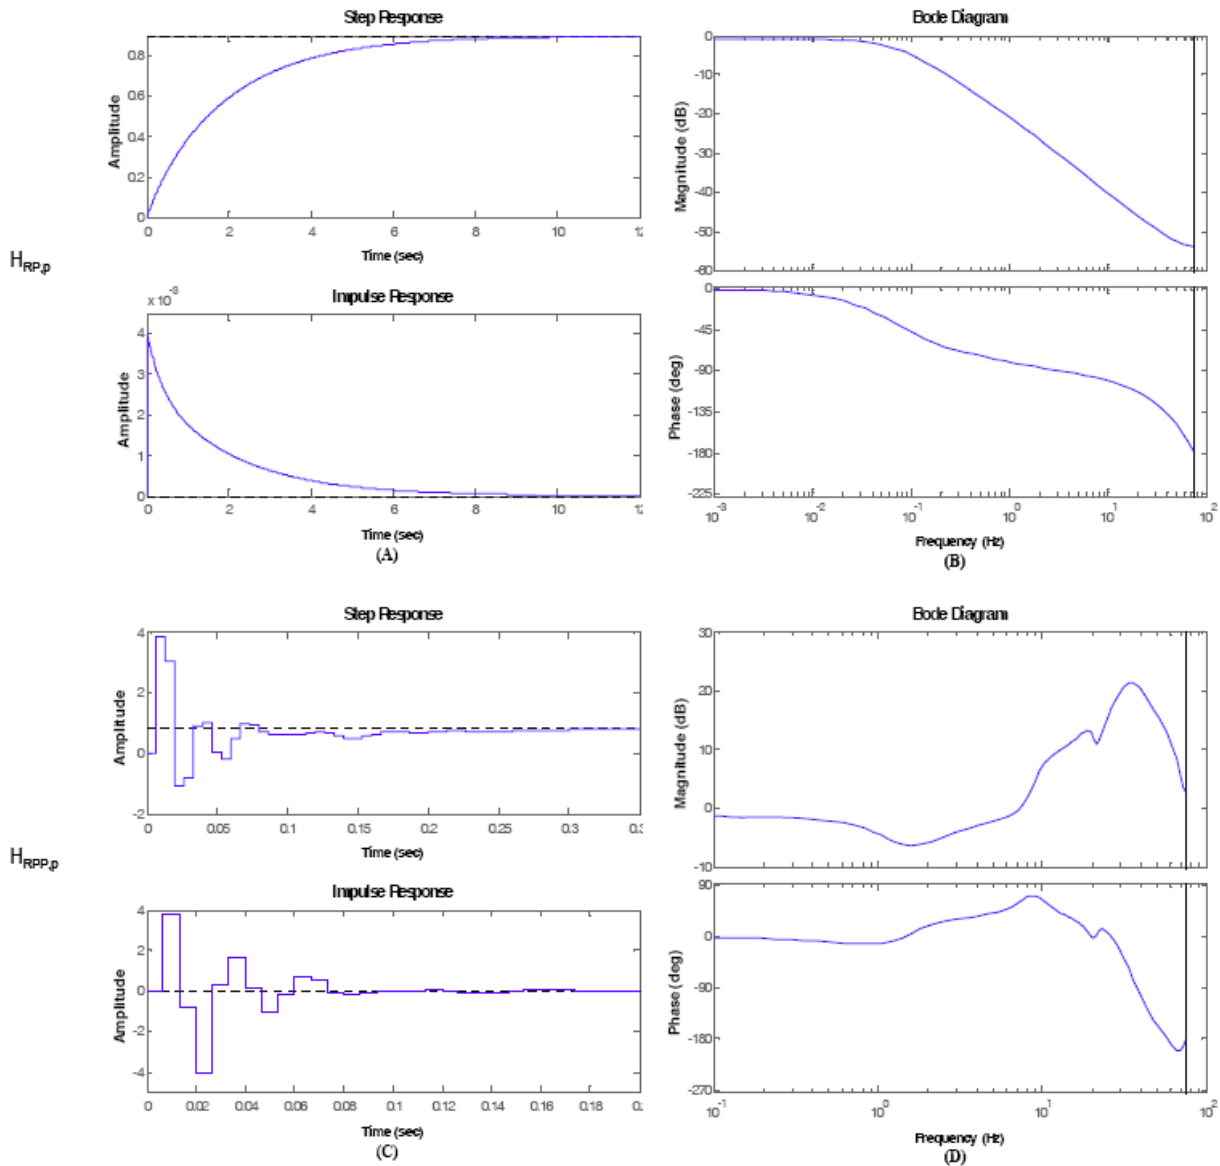 Step Response
Amplitude
0.8
0.6
0.4
0.2
0
0 2 4 6 8 10 12
Time (sec)
Bode Diagram
Magnitude (dB)
0
-10
-20
-30
-40
-50
-60
H_RP,p
Impulse Response
x 10^-3
Amplitude
4
3
2
1
0
0 2 4 6 8 10 12
Time (sec)
(A)
Phase (deg)
0
-45
-90
-135
-180
-225
10^-3 10^-2 10^-1 10^0 10^1 10^2
Frequency (Hz)
(B)
Step Response
Amplitude
4
2
0
-2
0 0.05 0.1 0.15 0.2 0.25 0.3 0.3
Time (sec)
Bode Diagram
Magnitude (dB)
30
20
10
0
-10
H_RPP,p
Impulse Response
Amplitude
4
2
0
-2
-4
0 0.02 0.04 0.06 0.08 0.1 0.12 0.14 0.16 0.18 0.2
Time (sec)
(C)
Phase (deg)
90
0
-90
-180
-270
10^-1 10^0 10^1 10^2
Frequency (Hz)
(D)